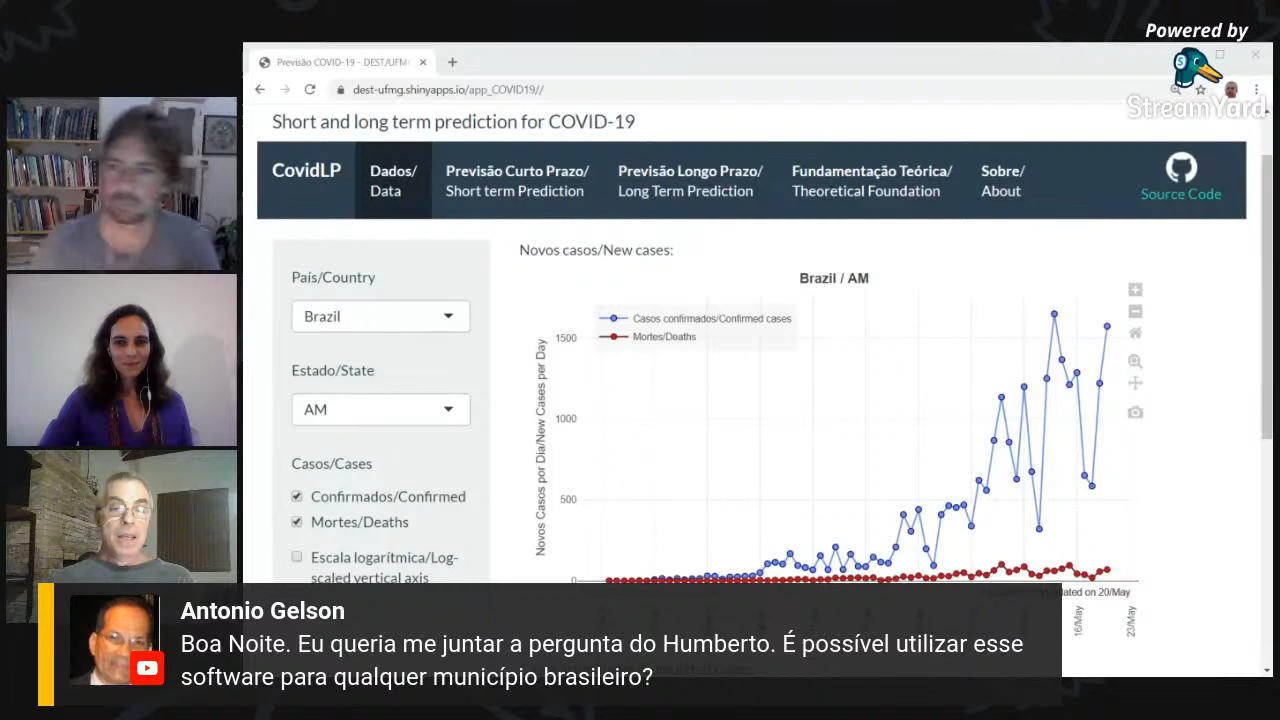 Powered by
StreamYard
Previsão COVID-19 - DEST/UFM
dest-ufmg.shinyapps.io/app_COVID19//
Short and long term prediction for COVID-19
CovidLP
Dados/
Data
Previsão Curto Prazo/
Short term Prediction
Previsão Longo Prazo/
Long Term Prediction
Fundamentação Teórica/
Theoretical Foundation
Sobre/
About
Source Code
País/Country
Brazil
Estado/State
AM
Casos/Cases
Confirmados/Confirmed
Mortes/Deaths
Escala logarítmica/Log-
scaled vertical axis
Novos casos/New cases:
Brazil / AM
Casos confirmados/Confirmed cases
Mortes/Deaths
Novos Casos por Dia/New Cases per Day
1500
1000
500
0
dated on 20/May
16/May
23/May
Antonio Gelson
Boa Noite. Eu queria me juntar a pergunta do Humberto. É possível utilizar esse
software para qualquer município brasileiro?